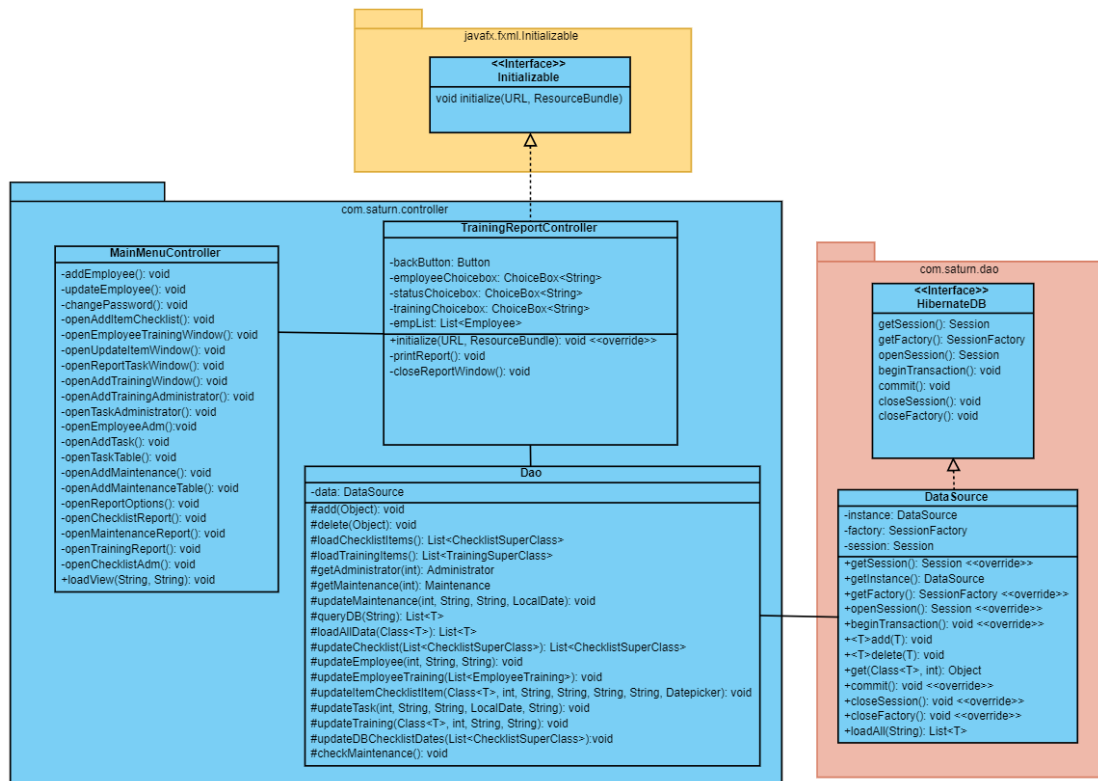 javafx.fxml.Initializable
<<Interface>>
Initializable
void initialize(URL, ResourceBundle)
com.saturn.controller
MainMenuController
-addEmployee(): void
-updateEmployee(): void
-changePassword(): void
-openAddItemChecklist(): void
-openEmployeeTrainingWindow(): void
-openUpdateItemWindow(): void
-openReportTaskWindow(): void
-openAddTrainingWindow(): void
-openAddTrainingAdministrator(): void
-openTaskAdministrator(): void
-openEmployeeAdm():void
-openAddTask(): void
-openTaskTable(): void
-openAddMaintenance(): void
-openAddMaintenanceTable(): void
-openReportOptions(): void
-openChecklistReport(): void
-openMaintenanceReport(): void
-openTrainingReport(): void
-openChecklistAdm(): void
+loadView(String, String): void
TrainingReportController
-backButton: Button
-employeeChoicebox: ChoiceBox<String>
-statusChoicebox: ChoiceBox<String>
-trainingChoicebox: ChoiceBox<String>
-empList: List<Employee>
+initialize(URL, ResourceBundle): void <<override>>
-printReport(): void
-closeReportWindow(): void
Dao
-data: DataSource
#add(Object): void
#delete(Object): void
#loadChecklistItems(): List<ChecklistSuperClass>
#loadTrainingItems(): List<TrainingSuperClass>
#getAdministrator(int): Administrator
#getMaintenance(int): Maintenance
#updateMaintenance(int, String, String, LocalDate): void
#queryDB(String): List<T>
#loadAllData(Class<T>): List<T>
#updateChecklist(List<ChecklistSuperClass>): List<ChecklistSuperClass>
#updateEmployee(int, String, String): void
#updateEmployeeTraining(List<EmployeeTraining>): void
#updateItemChecklistItem(Class<T>, int, String, String, String, String, Datepicker): void
#updateTask(int, String, String, LocalDate, String): void
#updateTraining(Class<T>, int, String, String): void
#updateDBChecklistDates(List<ChecklistSuperClass>):void
#checkMaintenance(): void
com.saturn.dao
<<Interface>>
HibernateDB
getSession(): Session
getFactory(): SessionFactory
openSession(): Session
beginTransaction(): void
commit(): void
closeSession(): void
closeFactory(): void
DataSource
-instance: DataSource
-factory: SessionFactory
-session: Session
+getSession(): Session <<override>>
+getInstance(): DataSource
+getFactory(): SessionFactory <<override>>
+openSession(): Session <<override>>
+beginTransaction(): void <<override>>
+<T>add(T): void
+<T>delete(T): void
+get(Class<T>, int): Object
+commit(): void <<override>>
+closeSession(): void <<override>>
+closeFactory(): void <<override>>
+loadAll(String): List<T>